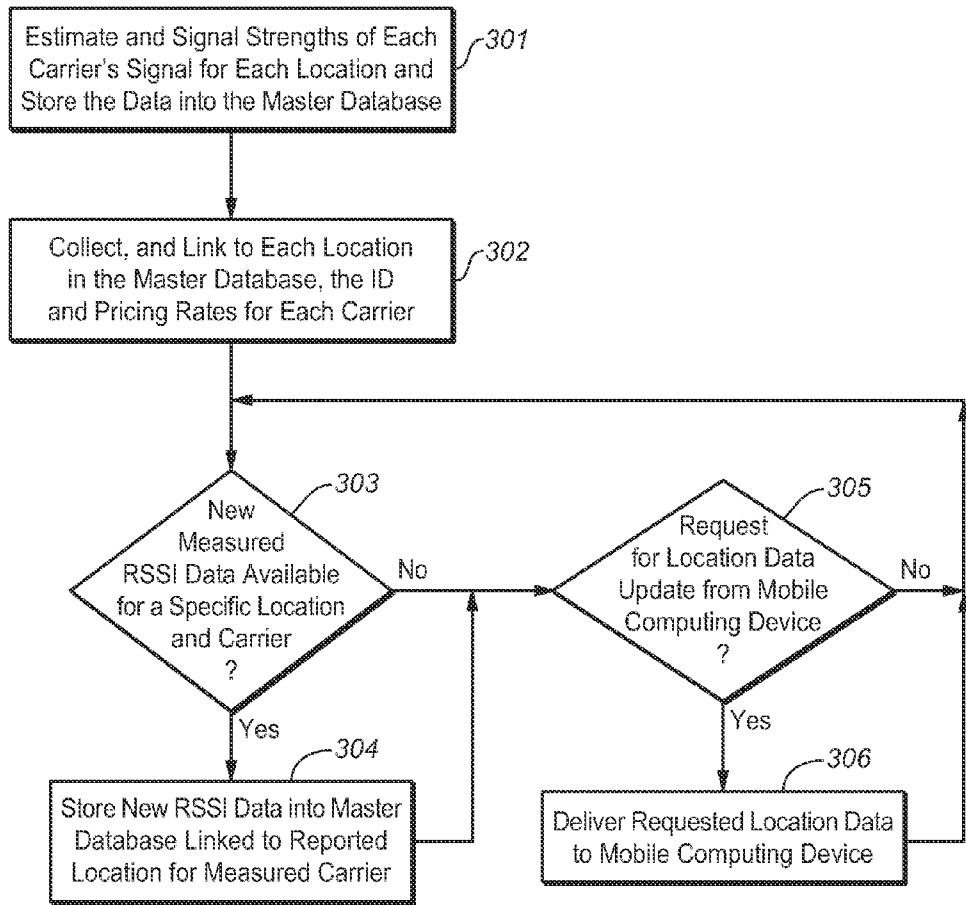 Estimate and Signal Strengths of Each
Carrier's Signal for Each Location and
Store the Data into the Master Database
301
Collect, and Link to Each Location
in the Master Database, the ID
and Pricing Rates for Each Carrier
302
303
New
Measured
RSSI Data Available
for a Specific Location
and Carrier
?
No
Yes
304
Store New RSSI Data into Master
Database Linked to Reported
Location for Measured Carrier
305
Request
for Location Data
Update from Mobile
Computing Device
?
No
Yes
306
Deliver Requested Location Data
to Mobile Computing Device